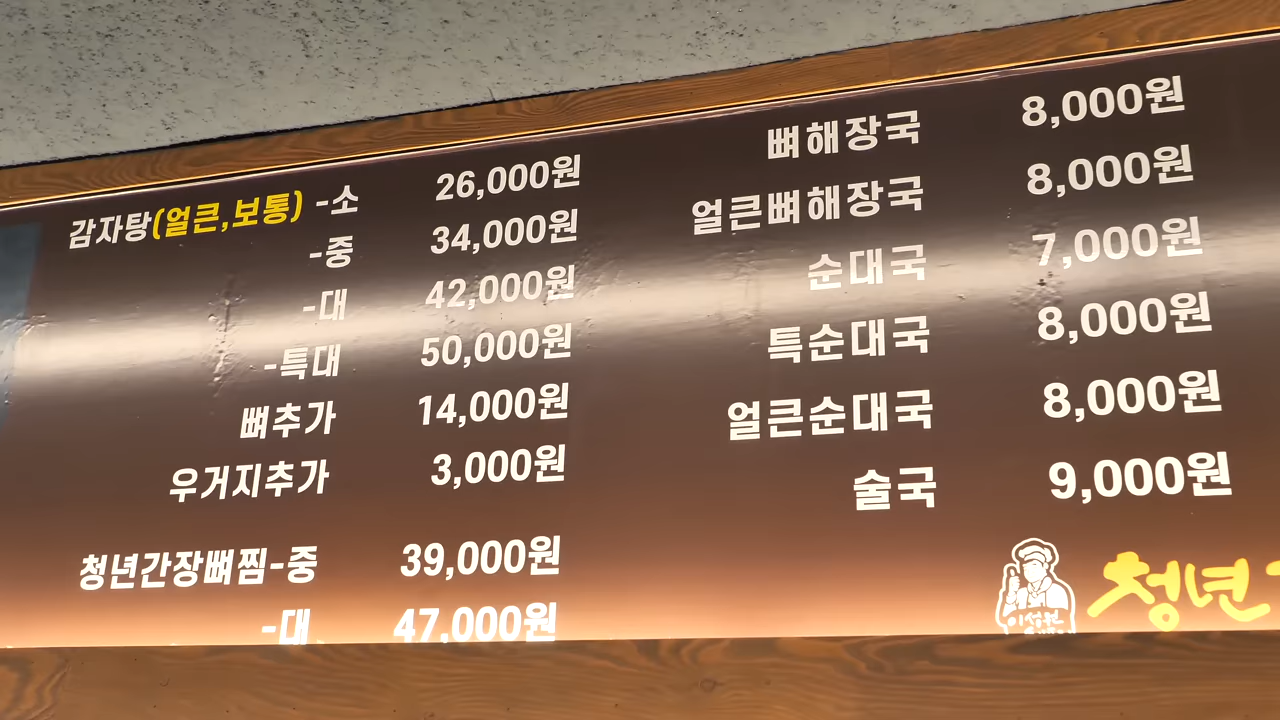 감자탕(얼큰,보통) -소 26,000원
-중 34,000원
-대 42,000원
-특대 50,000원
뼈추가 14,000원
우거지추가 3,000원
청년간장뼈찜-중 39,000원
-대 47,000원
뼈해장국 8,000원
얼큰뼈해장국 8,000원
순대국 7,000원
특순대국 8,000원
얼큰순대국 8,000원
술국 9,000원
청년